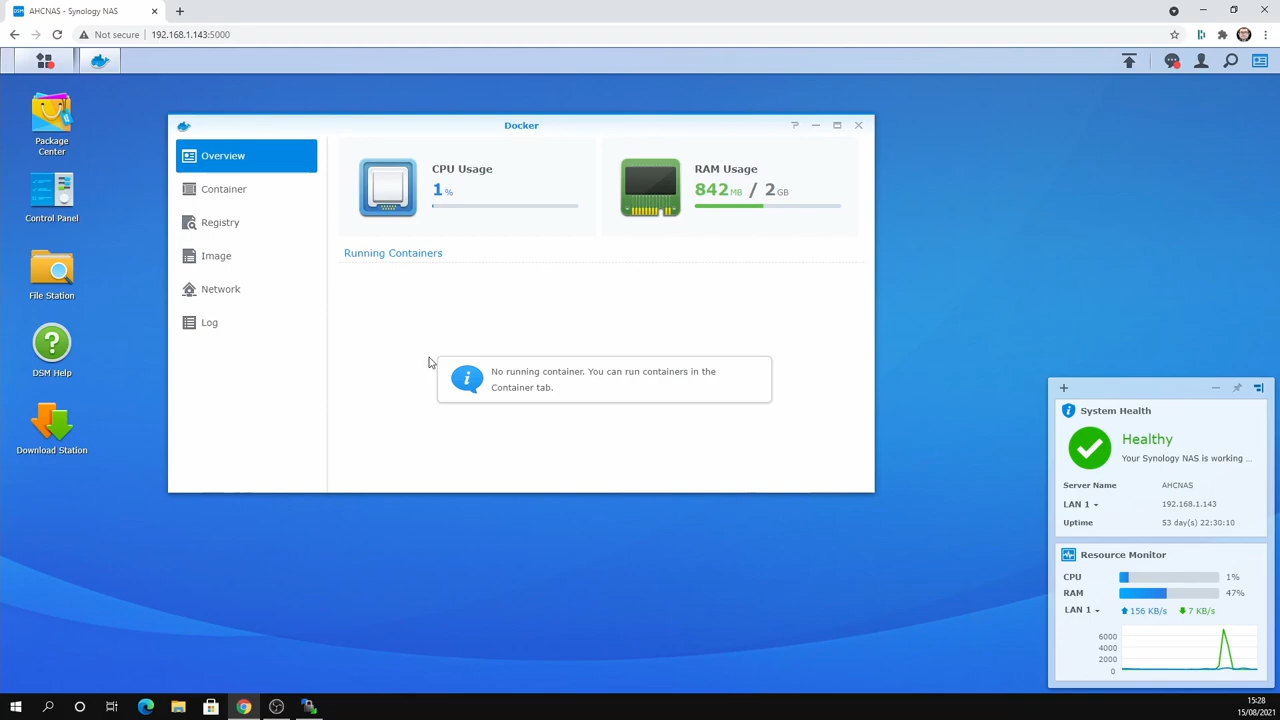 AHCNAS - Synology NAS
Not secure
192.168.1.143:5000
Package
Center
Control Panel
File Station
DSM Help
Download Station
Docker
Overview
Container
Registry
Image
Network
Log
CPU Usage
1 %
RAM Usage
842 MB / 2 GB
Running Containers
No running container. You can run containers in the
Container tab.
System Health
Healthy
Your Synology NAS is working ...
Server Name AHCNAS
LAN 1 192.168.1.143
Uptime 53 day(s) 22:30:10
Resource Monitor
CPU 1%
RAM 47%
LAN 1 156 KB/s 7 KB/s
6000
4000
2000
0
15:28
15/08/2021